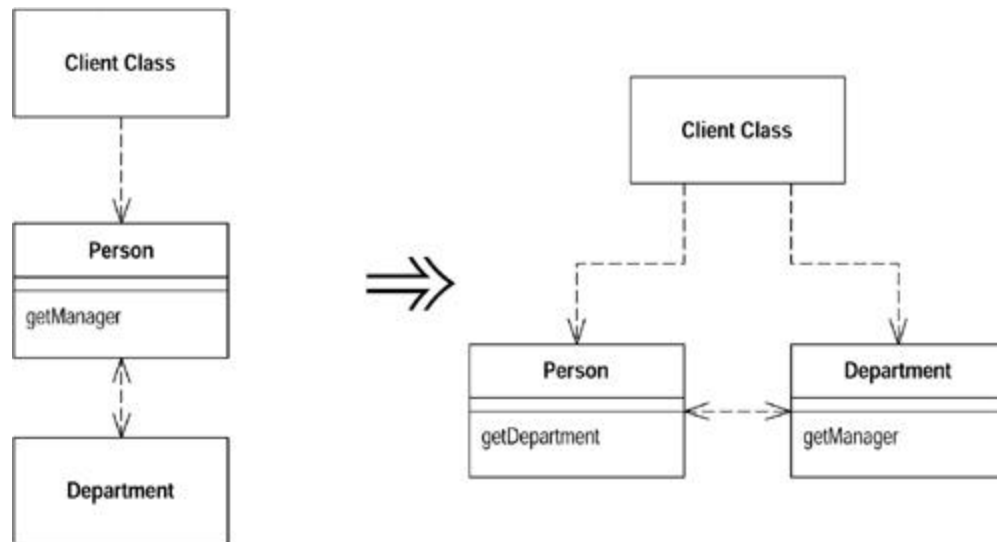 Client Class
Person
getManager
Department
Client Class
Person
getDepartment
Department
getManager